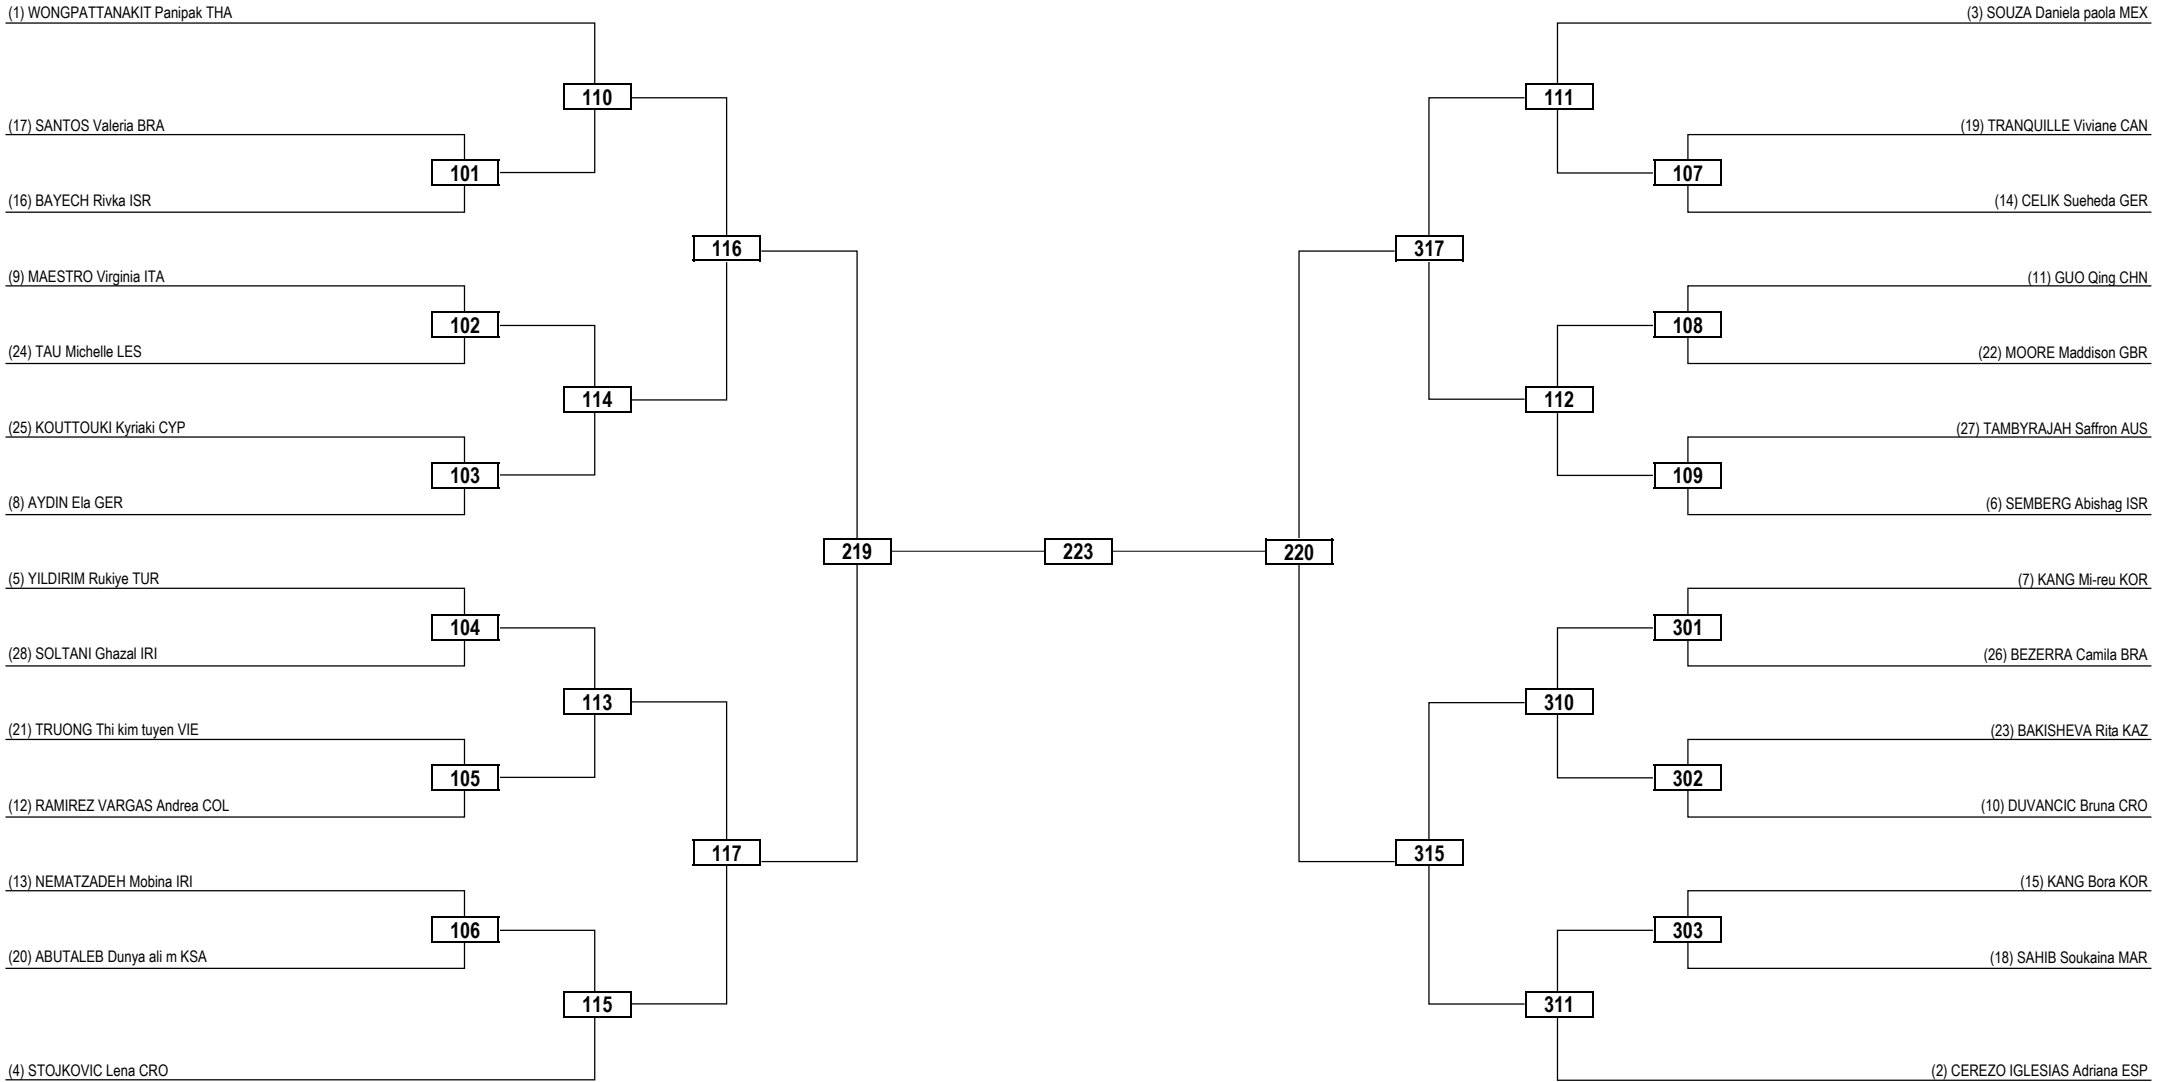 (1) WONGPATTANAKIT Panipak THA
(3) SOUZA Daniela paola MEX
110
111
(17) SANTOS Valeria BRA
(19) TRANQUILLE Viviane CAN
101
107
(16) BAYECH Rivka ISR
(14) CELIK Sueheda GER
116
317
(9) MAESTRO Virginia ITA
(11) GUO Qing CHN
102
108
(24) TAU Michelle LES
(22) MOORE Maddison GBR
114
112
(25) KOUTTOUKI Kyriaki CYP
(27) TAMBYRAJAH Saffron AUS
103
109
(8) AYDIN Ela GER
(6) SEMBERG Abishag ISR
219
223
220
(5) YILDIRIM Rukiye TUR
(7) KANG Mi-reu KOR
104
301
(28) SOLTANI Ghazal IRI
(26) BEZERRA Camila BRA
113
310
(21) TRUONG Thi kim tuyen VIE
(23) BAKISHEVA Rita KAZ
105
302
(12) RAMIREZ VARGAS Andrea COL
(10) DUVANCIC Bruna CRO
117
315
(13) NEMATZADEH Mobina IRI
(15) KANG Bora KOR
106
303
(20) ABUTALEB Dunya ali m KSA
(18) SAHIB Soukaina MAR
115
311
(4) STOJKOVIC Lena CRO
(2) CEREZO IGLESIAS Adriana ESP